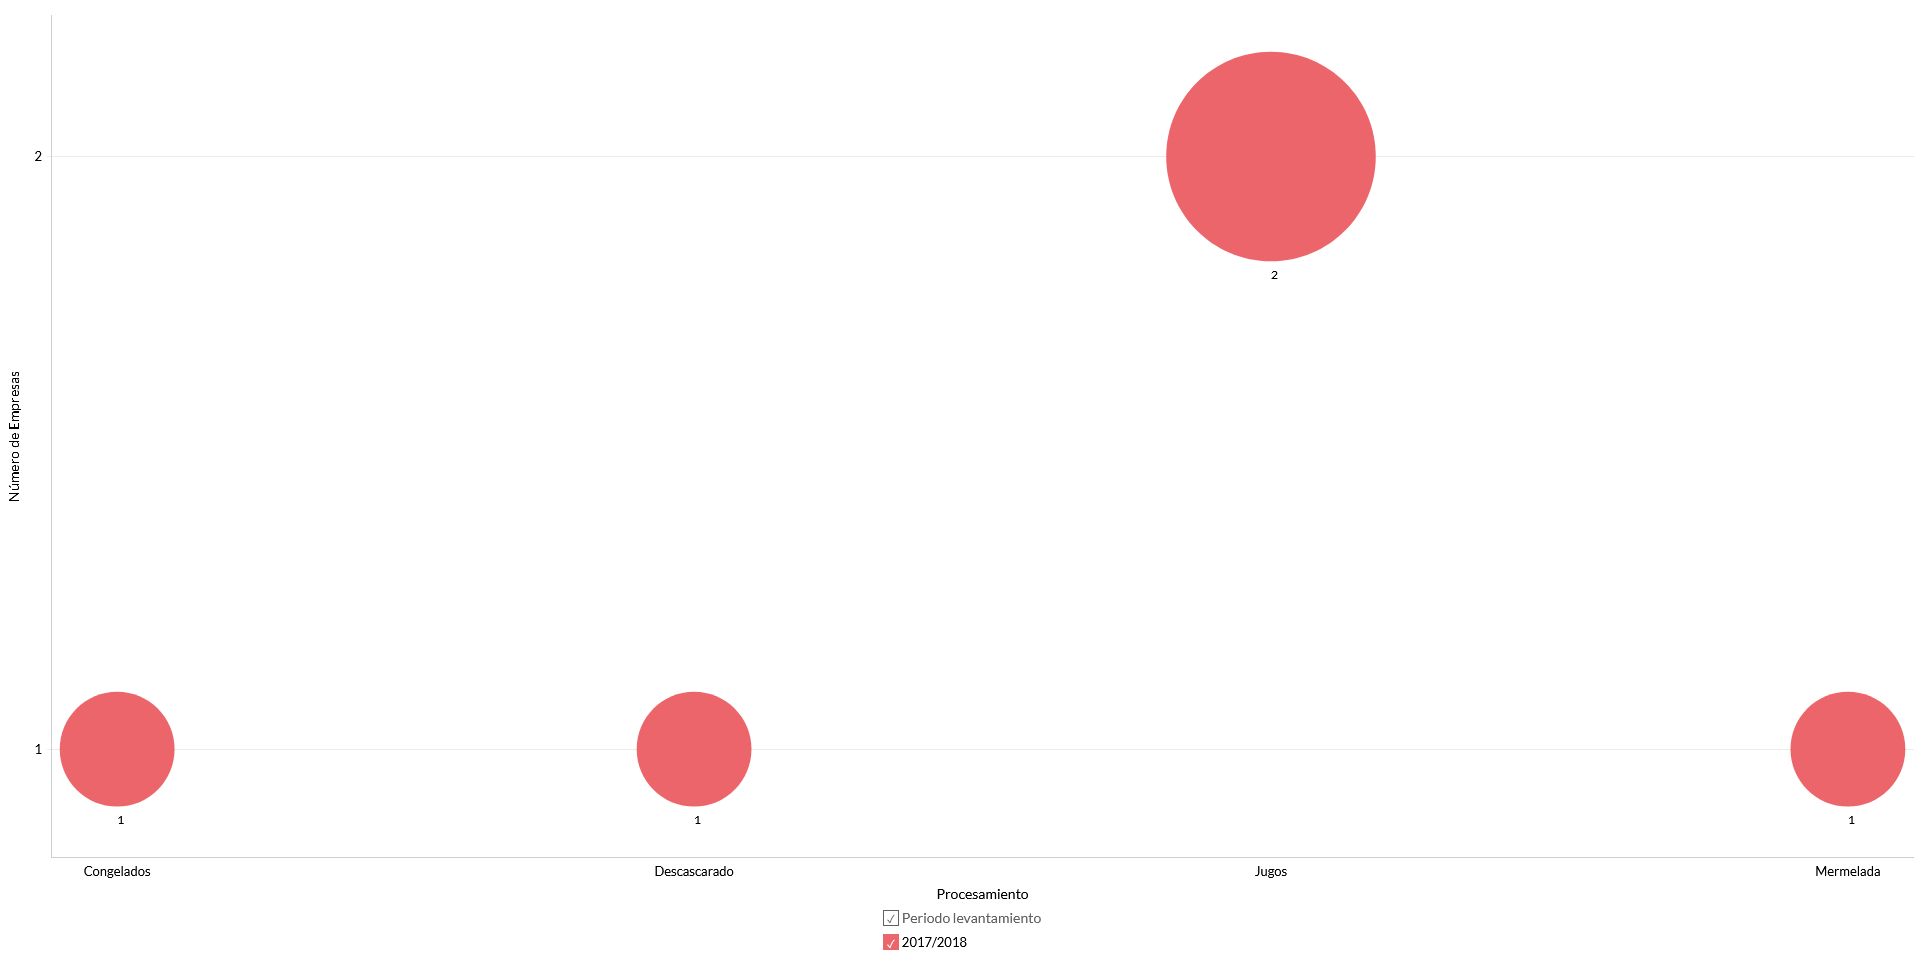 Número de Empresas
2
2
1
1
1
1
Congelados
Descascarado
Jugos
Mermelada
Procesamiento
Periodo levantamiento
2017/2018